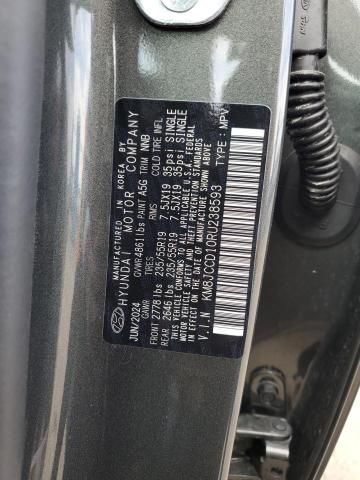 MANUFACTURED IN KOREA BY
HYUNDAI MOTOR COMPANY
JUN/2024 GVWR 4861 lbs PAINT A5G TRIM NNB
GAWR TIRES RIMS COLD TIRE INFL
FRONT 2778 lbs 235/55R19 7.5JX19 35psi SINGLE
REAR 2646 lbs 235/55R19 7.5JX19 35psi SINGLE
THIS VEHICLE CONFORMS TO ALL APPLICABLE FEDERAL
MOTOR VEHICLE SAFETY, BUMPER, AND THEFT PREVENTION STANDARDS
IN EFFECT ON THE DATE OF MANUFACTURE SHOWN ABOVE
V.I.N KM8JCCD10RU238593 TYPE: MPV